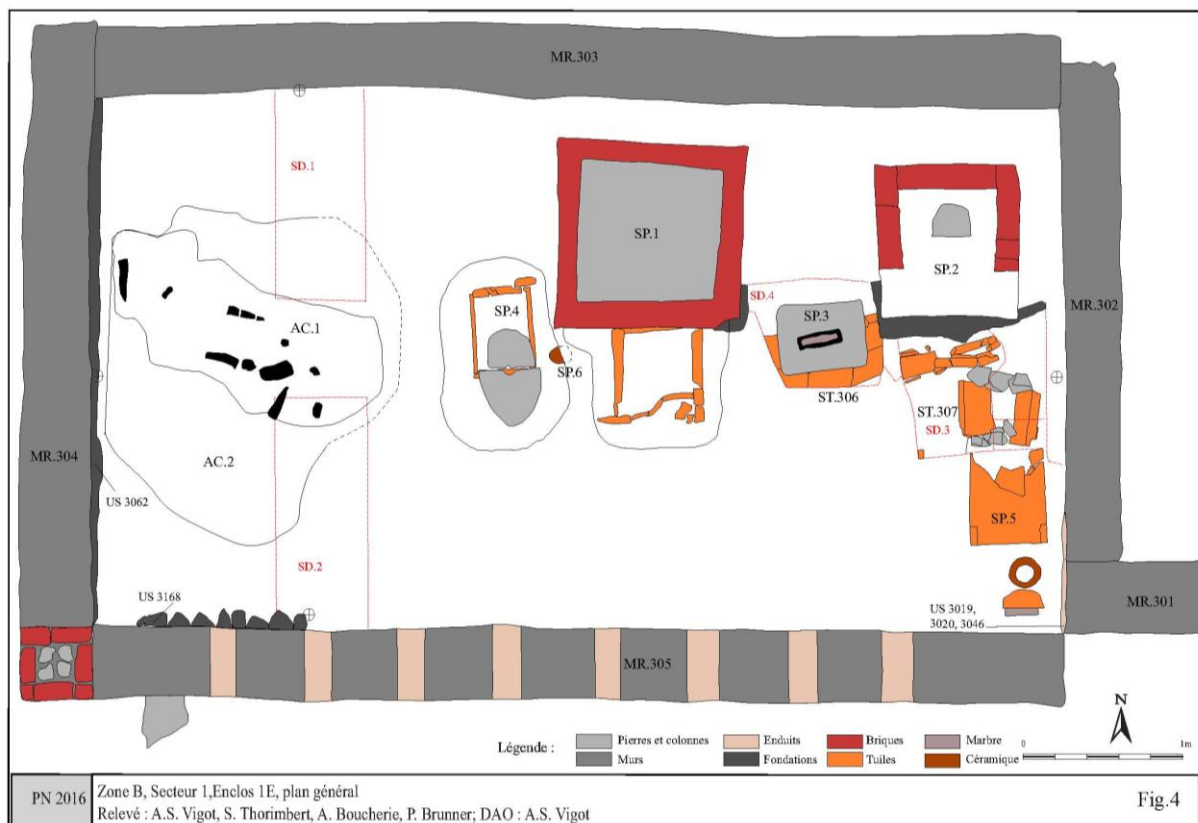 MR.303
SD.1
SP.1
SP.2
SP.4
SD.4
SP.3
MR.302
AC.1
SP.6
ST.306
ST.307
SD.3
MR.304
AC.2
US 3062
SP.5
SD.2
US 3168
US 3019,
3020, 3046
MR.301
MR.305
N
Légende :
Pierres et colonnes
Enduits
Briques
Marbre
0
1m
Murs
Fondations
Tuiles
Céramique
PN 2016
Zone B, Secteur 1,Enclos 1E, plan général
Relevé : A.S. Vigot, S. Thorimbert, A. Boucherie, P. Brunner; DAO : A.S. Vigot
Fig.4